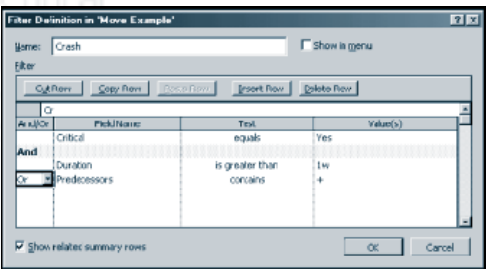 Filter Definition in 'Move Example'
Name: Crash Show in menu
Filter
Cut Row Copy Row Paste Row Insert Row Delete Row
Or
And/Or Field Name Test Value(s)
Critical equals Yes
And
Duration is greater than 1w
Or Predecessors contains +
Show related summary rows OK Cancel